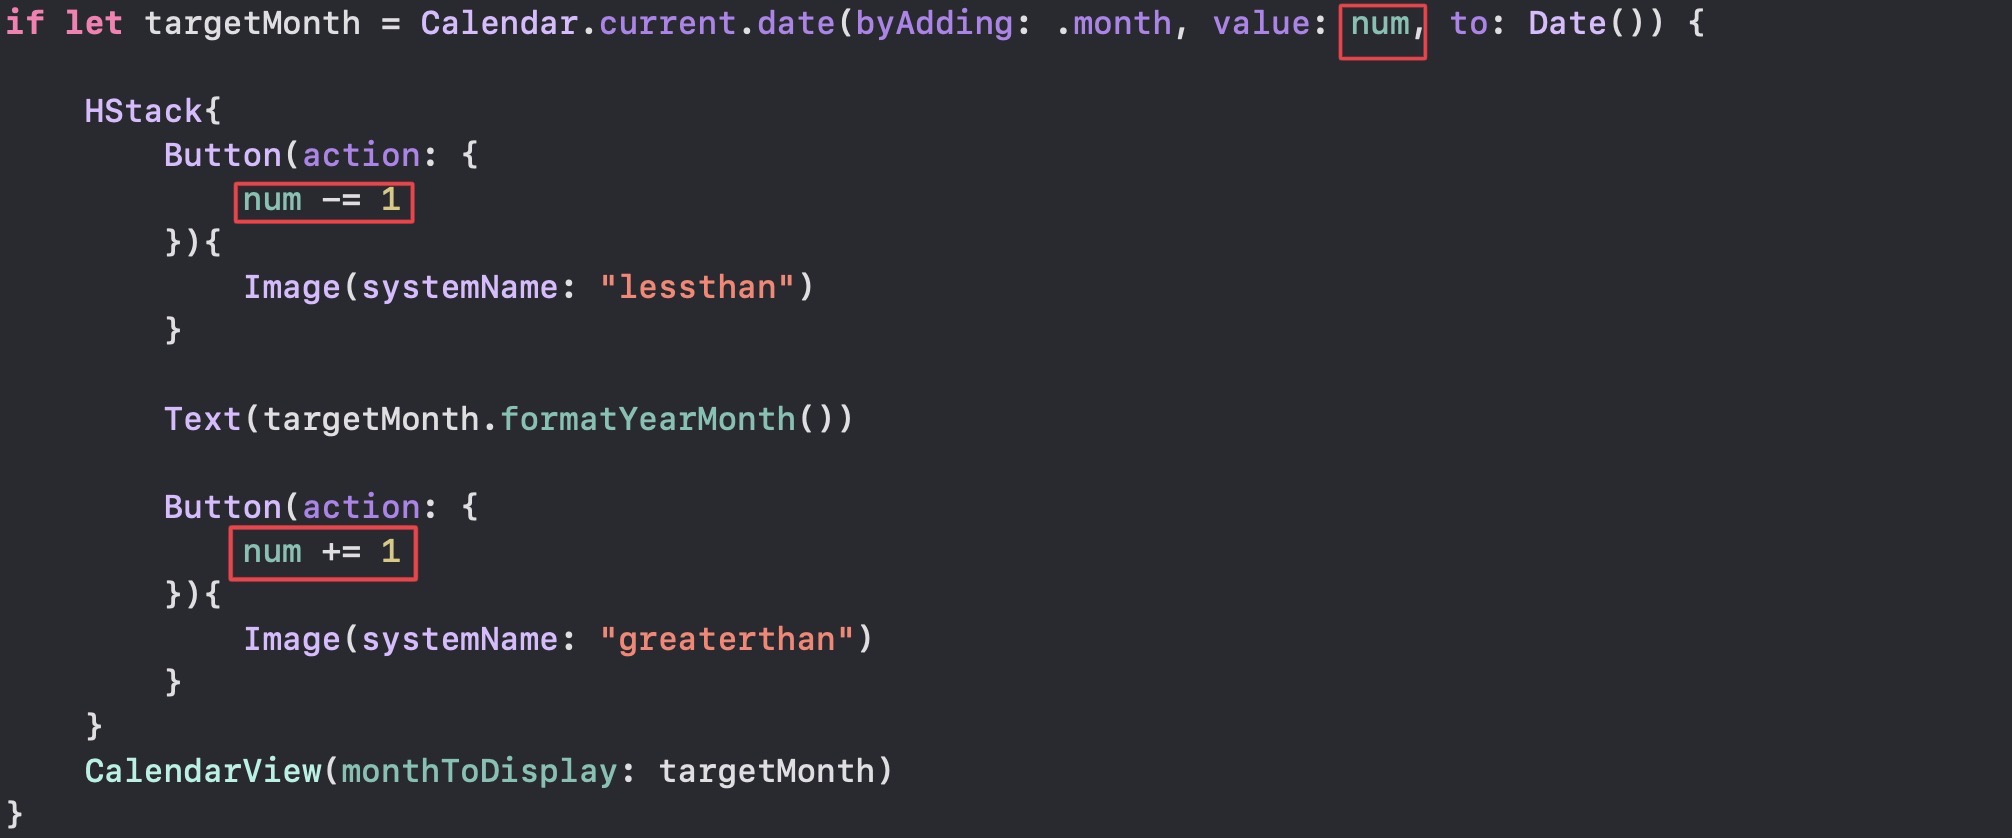 if let targetMonth = Calendar.current.date(byAdding: .month, value: num, to: Date()) {
HStack{
Button(action: {
num -= 1
}){
Image(systemName: "lessthan")
}
Text(targetMonth.formatYearMonth())
Button(action: {
num += 1
}){
Image(systemName: "greaterthan")
}
}
CalendarView(monthToDisplay: targetMonth)
}